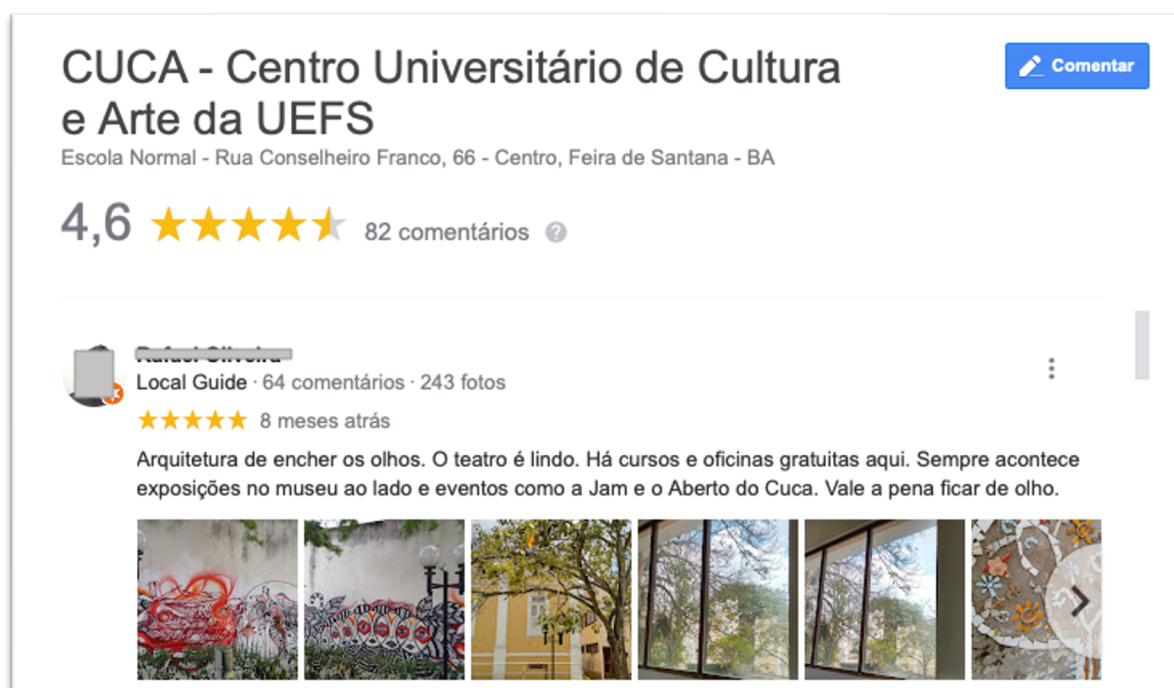 CUCA - Centro Universitário de Cultura
e Arte da UEFS
Comentar
Escola Normal - Rua Conselheiro Franco, 66 - Centro, Feira de Santana - BA
4,6
82 comentários ?
Local Guide · 64 comentários · 243 fotos
8 meses atrás
Arquitetura de encher os olhos. O teatro é lindo. Há cursos e oficinas gratuitas aqui. Sempre acontece
exposições no museu ao lado e eventos como a Jam e o Aberto do Cuca. Vale a pena ficar de olho.